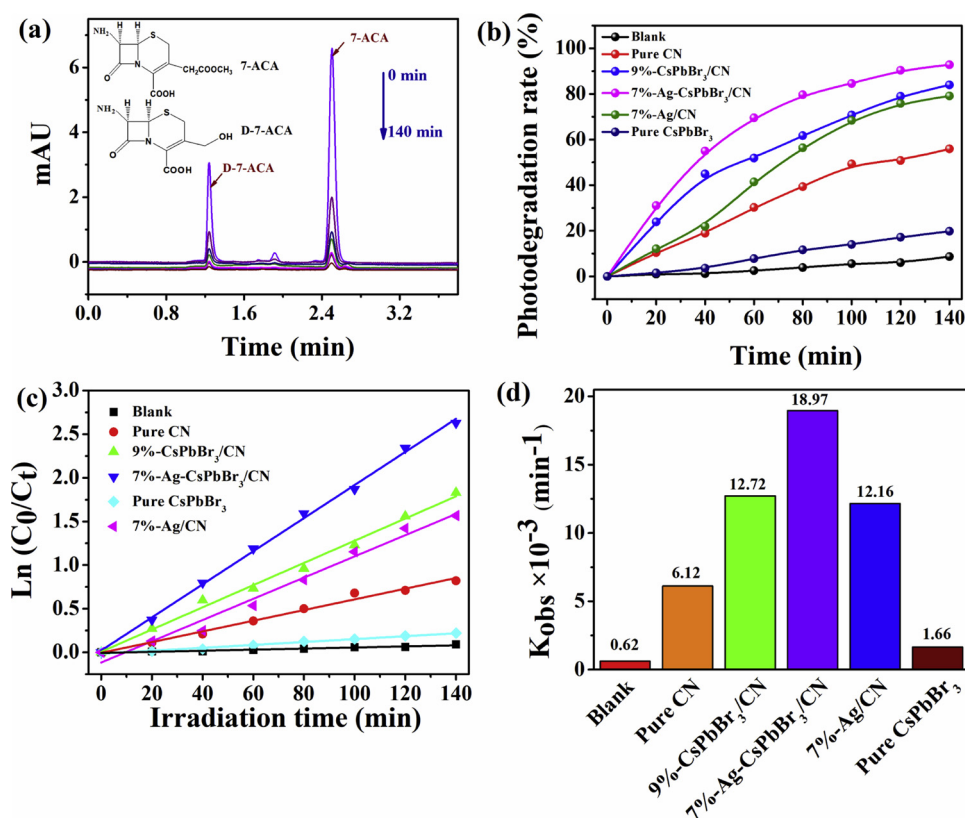 (a)
NH₂
H
H
S
O
N
CH₂COOCH₃
COOH
7-ACA
NH₂
H
H
S
O
N
OH
COOH
D-7-ACA
D-7-ACA
7-ACA
0 min
140 min
mAU
6
4
2
0
0.0 0.8 1.6 2.4 3.2
Time (min)
(b)
Photodegradation rate (%)
100
90
80
60
40
20
10
0
Blank
Pure CN
9%-CsPbBr₃/CN
7%-Ag-CsPbBr₃/CN
7%-Ag/CN
Pure CsPbBr₃
0 20 40 60 80 100 120 140
Time (min)
(c)
Ln (C0/Ct)
3.0
2.5
2.0
1.5
1.0
0.5
0.0
Blank
Pure CN
9%-CsPbBr₃/CN
7%-Ag-CsPbBr₃/CN
Pure CsPbBr₃
7%-Ag/CN
0 20 40 60 80 100 120 140
Irradiation time (min)
(d)
Kobs ×10⁻³ (min⁻¹)
20
15
10
5
0
0.62
6.12
12.72
18.97
12.16
1.66
Blank
Pure CN
9%-CsPbBr₃/CN
7%-Ag-CsPbBr₃/CN
7%-Ag/CN
Pure CsPbBr₃